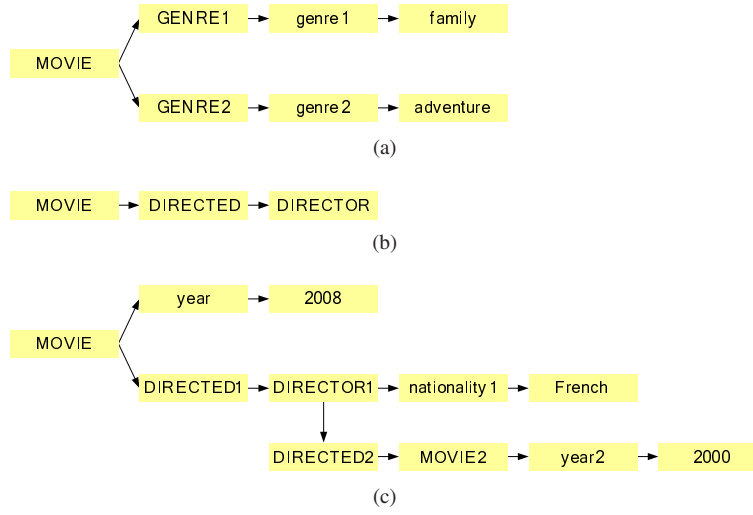 GENRE1 genre1 family
MOVIE
GENRE2 genre2 adventure
(a)
MOVIE DIRECTED DIRECTOR
(b)
year 2008
MOVIE
DIRECTED1 DIRECTOR1 nationality1 French
DIRECTED2 MOVIE2 year2 2000
(c)